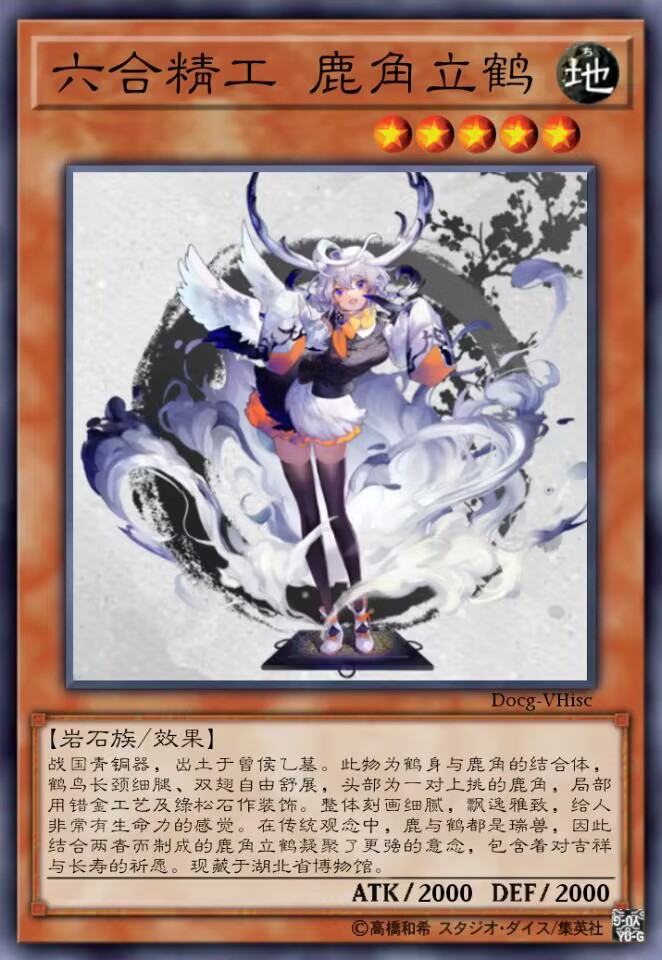 六合精工 鹿角立鹤
ち
地
Docg-VHisc
【岩石族/效果】
战国青铜器,出土于曾侯乙墓。此物为鹤身与鹿角的结合体,
鹤鸟长颈细腿、双翅自由舒展,头部为一对上挑的鹿角,局部
用错金工艺及绿松石作装饰。整体刻画细腻,飘逸雅致,给人
非常有生命力的感觉。在传统观念中,鹿与鹤都是瑞兽,因此
结合两者而制成的鹿角立鹤凝聚了更强的意念,包含着对吉祥
与长寿的祈愿。现藏于湖北省博物馆。
ATK/2000 DEF/2000
©高橋和希 スタジオ・ダイス/集英社